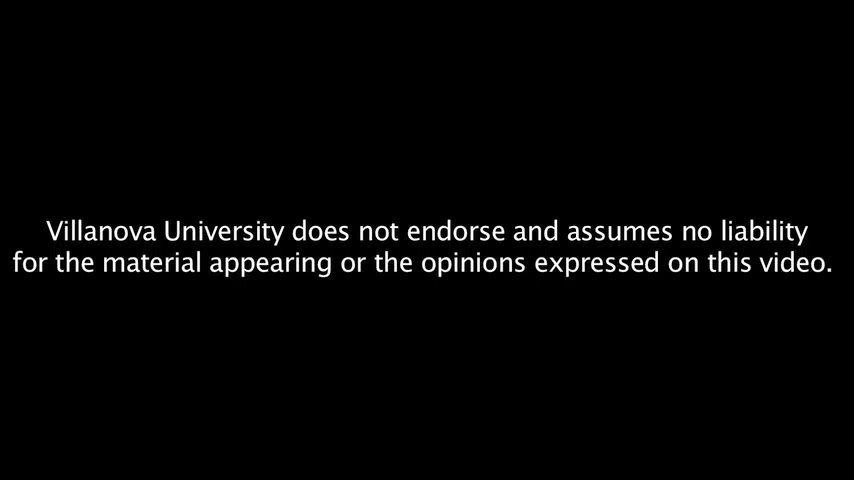 Villanova University does not endorse and assumes no liability
for the material appearing or the opinions expressed on this video.